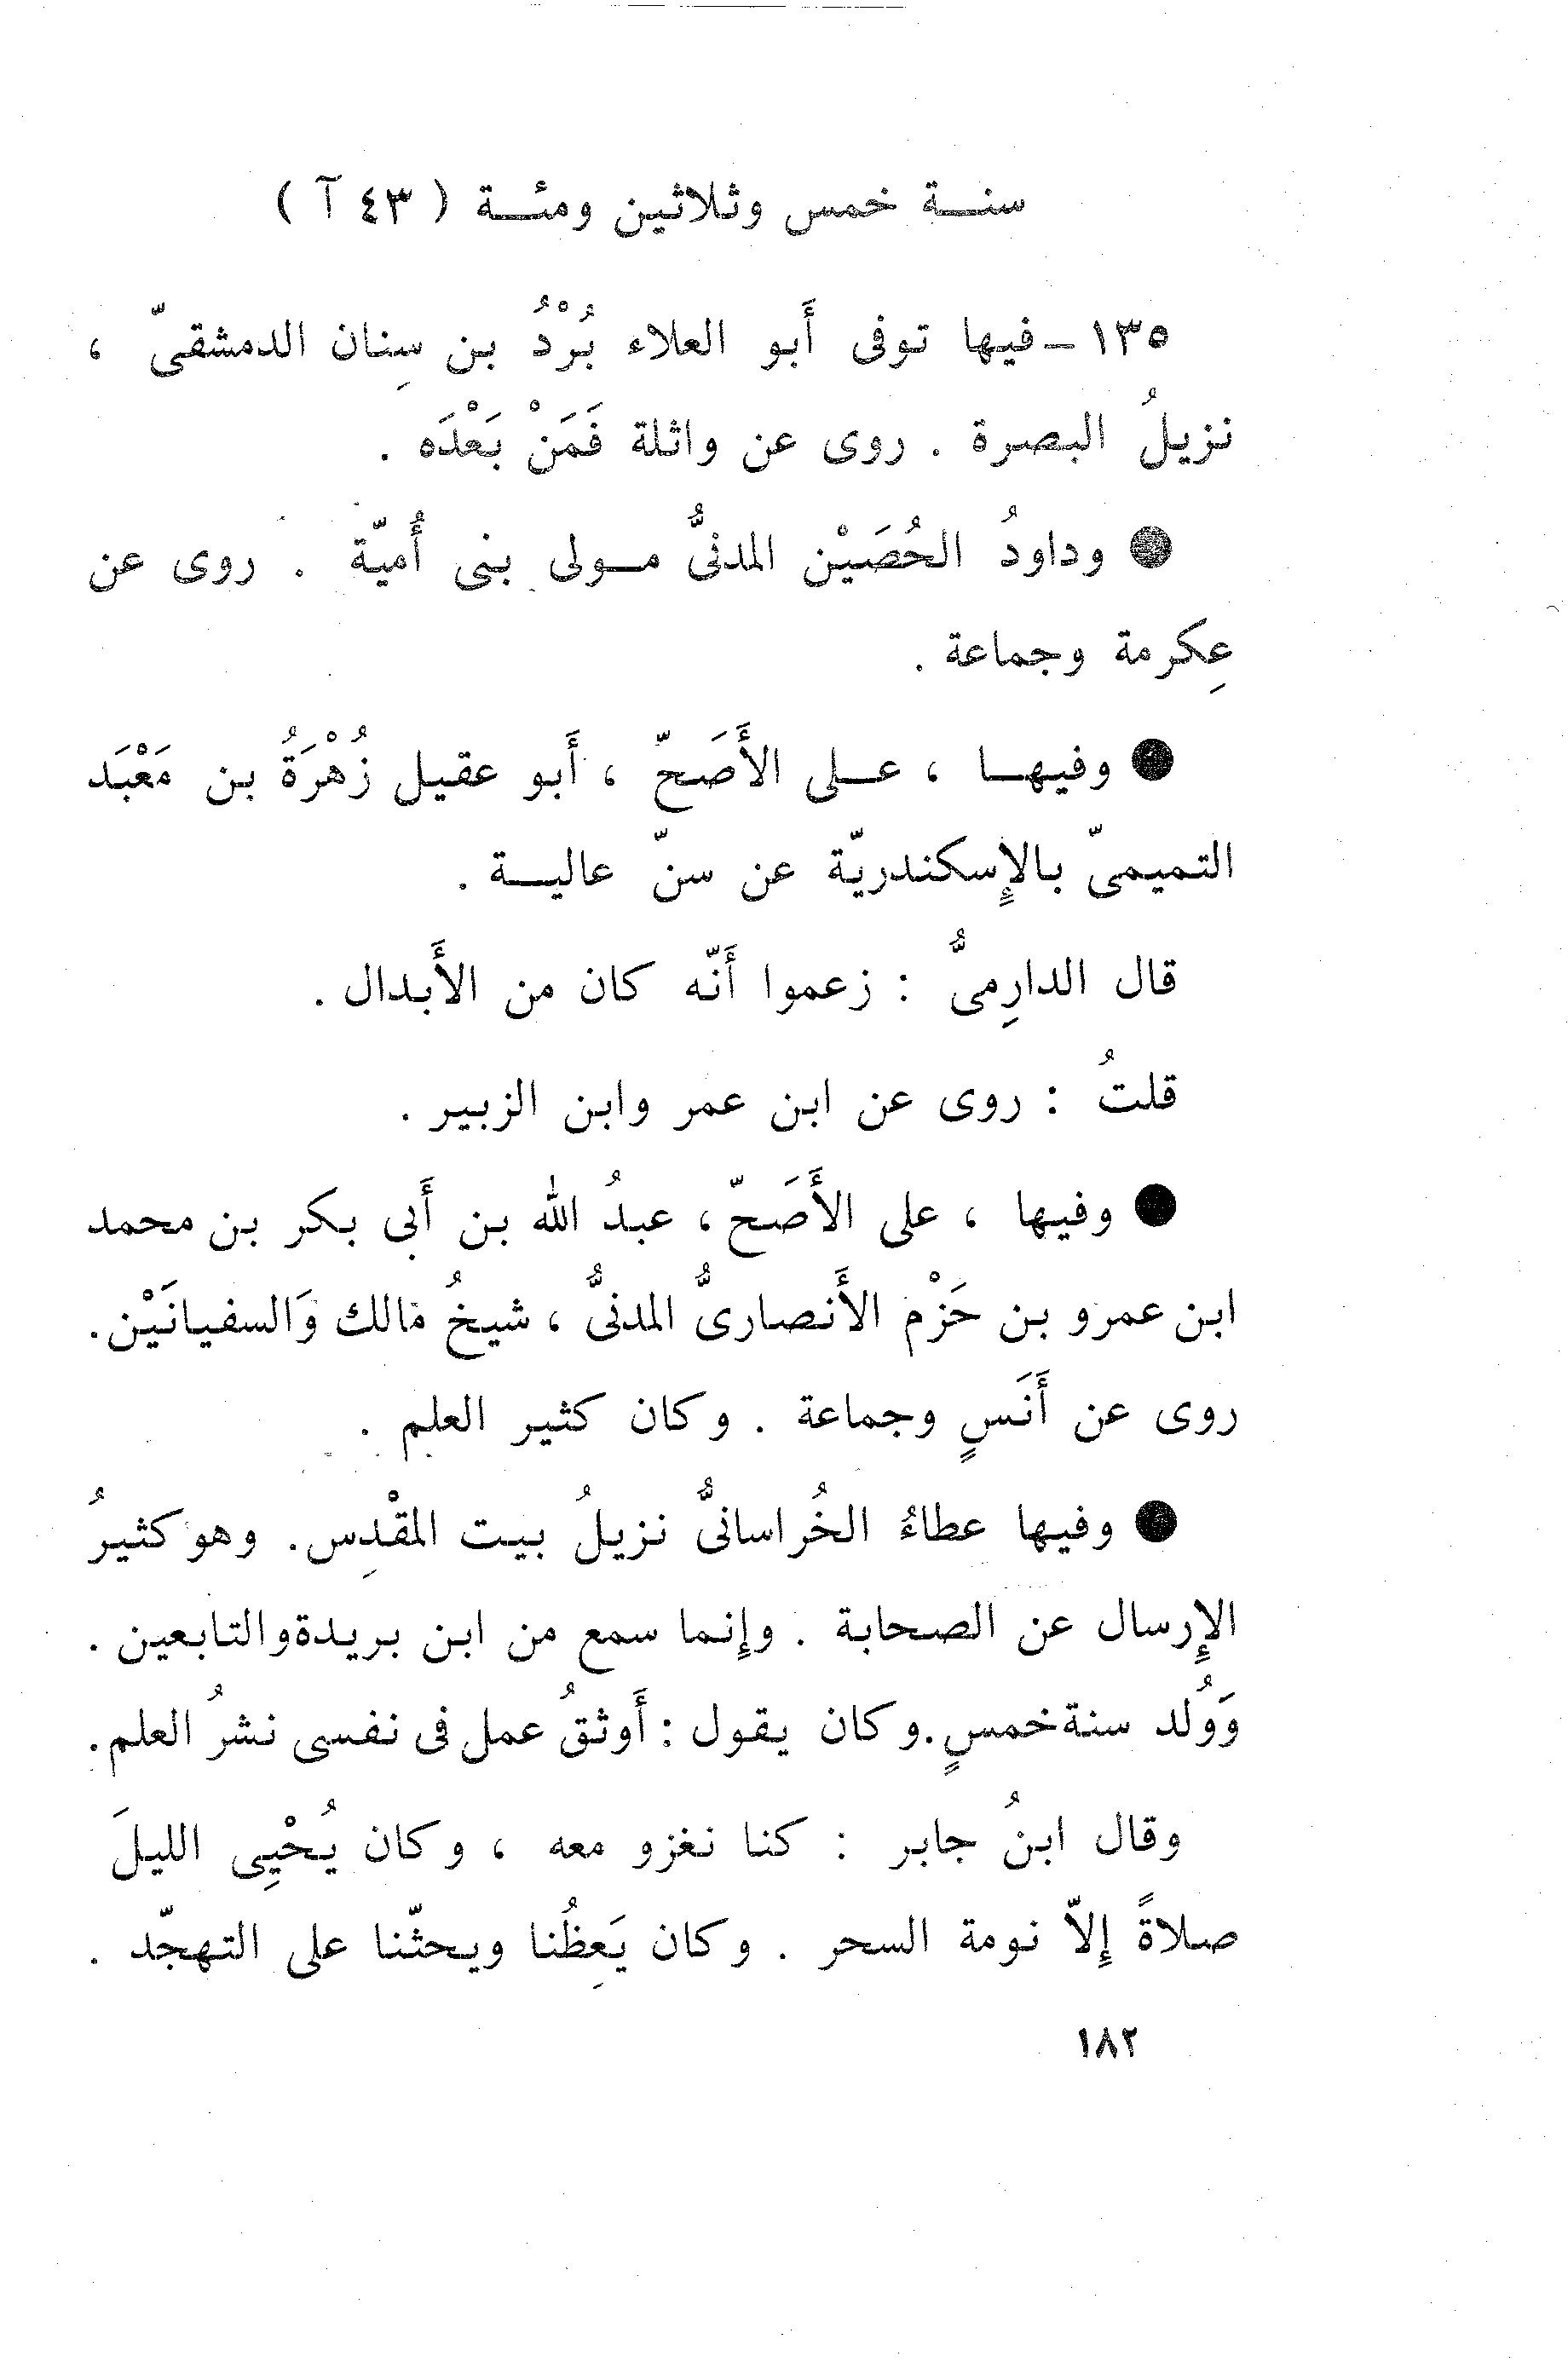 سنة خمس وثلاثين ومئة ( ٤٣ آ )
١٣٥ - فيها توفى أَبو العلاء بُرْدُ بن سِنان الدمشقىّ ،
نزيلُ البصرة . روى عن واثلة فَمَنْ بَعْدَه .
● وداودُ الحُصَيْن المدنىُّ مولى بنى أُميّة . روى عن
عِكرمة وجماعة .
● وفيها ، على الأَصَحّ ، أَبو عقيل زُهْرَةُ بن مَعْبَد
التميمىّ بالإِسكندريّة عن سنّ عالية .
قال الدارِمىُّ : زعموا أَنّه كان من الأَبدال .
قلتُ : روى عن ابن عمر وابن الزبير .
● وفيها ، على الأَصَحّ ، عبدُ الله بن أَبى بكر بن محمد
ابن عمرو بن حَزْم الأَنصارىُّ المدنىُّ ، شيخُ مالك وَالسفيانَيْن .
روى عن أَنَسٍ وجماعة . وكان كثير العلم .
● وفيها عطاءُ الخُراسانىُّ نزيلُ بيت المقْدِس . وهو كثيرُ
الإِرسال عن الصحابة . وإِنما سمع من ابن بريدة والتابعين .
وَوُلد سنة خمسٍ . وكان يقول : أَوثقُ عمل فى نفسى نشرُ العلم .
وقال ابنُ جابر : كنا نغزو معه ، وكان يُحْيِى الليلَ
صلاةً إِلاّ نومة السحر . وكان يَعِظُنا ويحثّنا على التهجّد .
١٨٢